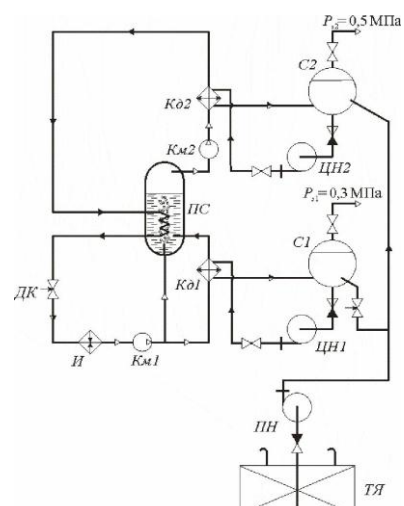 P_{s2} = 0,5 МПа
С2
Кд2
Км2
ЦН2
ПС
P_{s1} = 0,3 МПа
С1
Кд1
ДК
И
Км1
ЦН1
ПН
ТЯ